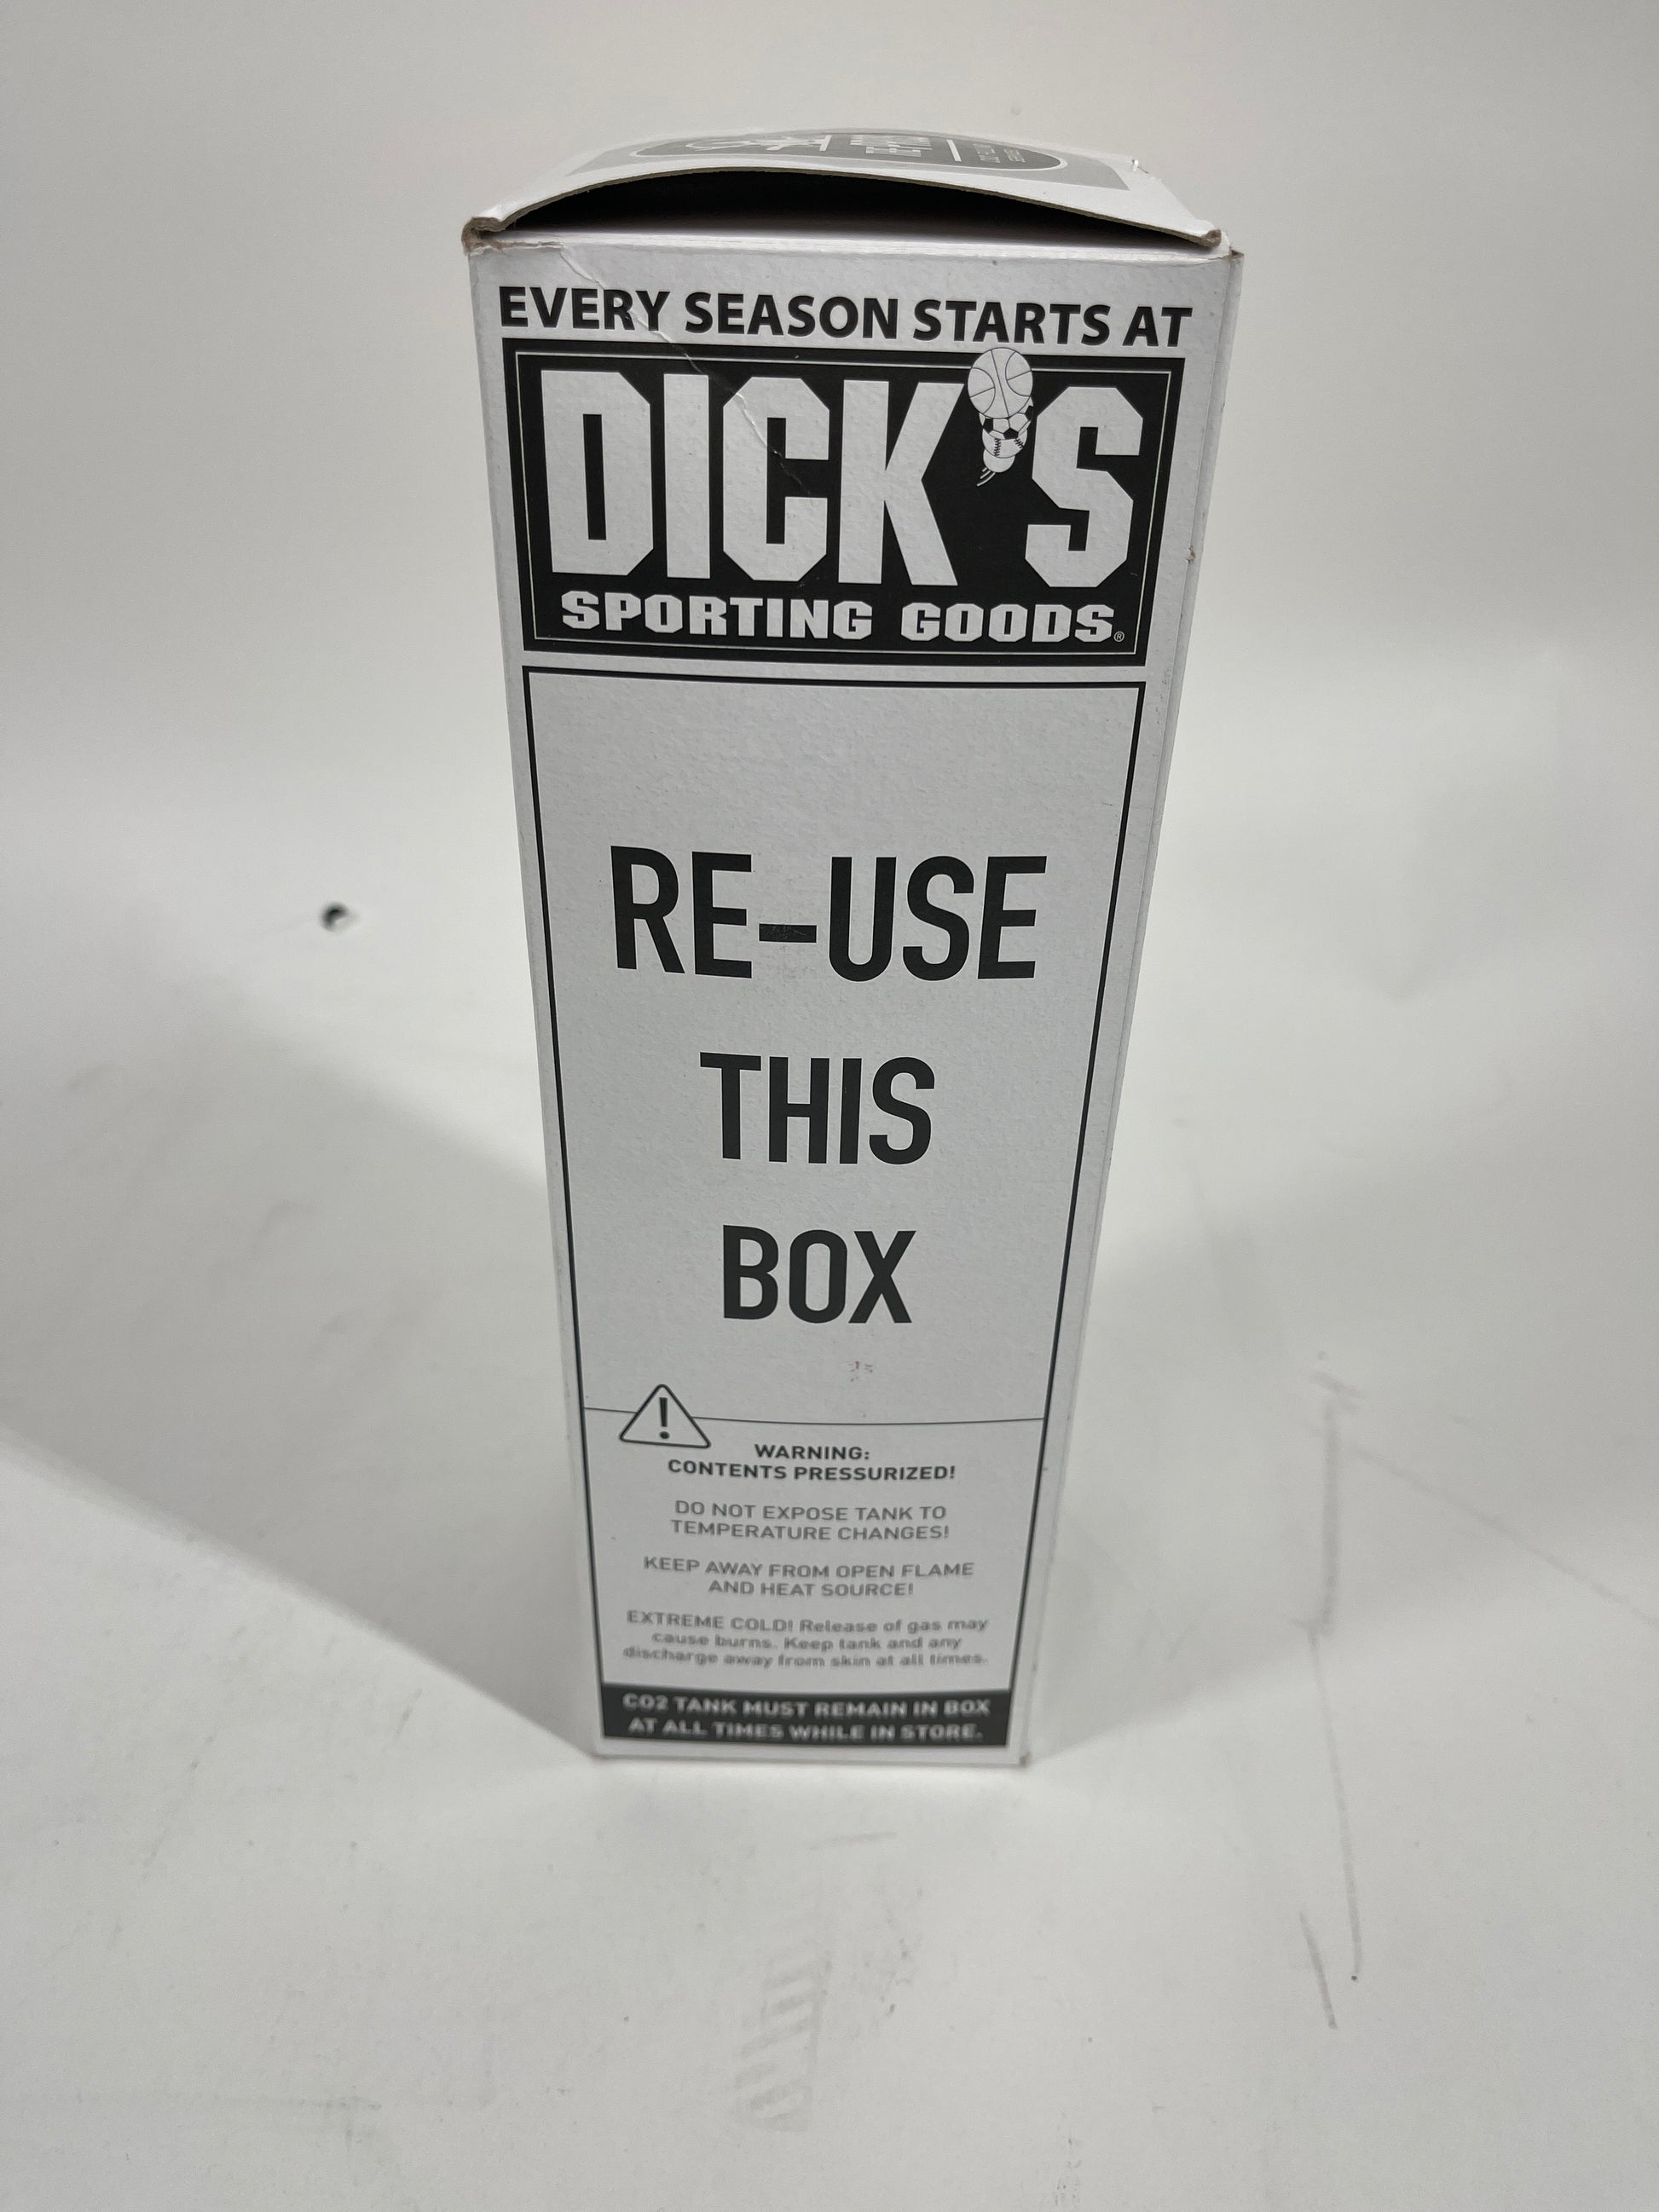 EVERY SEASON STARTS AT
DICK'S
SPORTING GOODS®
RE-USE
THIS
BOX
WARNING:
CONTENTS PRESSURIZED!
DO NOT EXPOSE TANK TO
TEMPERATURE CHANGES!
KEEP AWAY FROM OPEN FLAME
AND HEAT SOURCE!
EXTREME COLD! Release of gas may
cause burns. Keep tank and any
discharge away from skin at all times.
CO2 TANK MUST REMAIN IN BOX
AT ALL TIMES WHILE IN STORE.